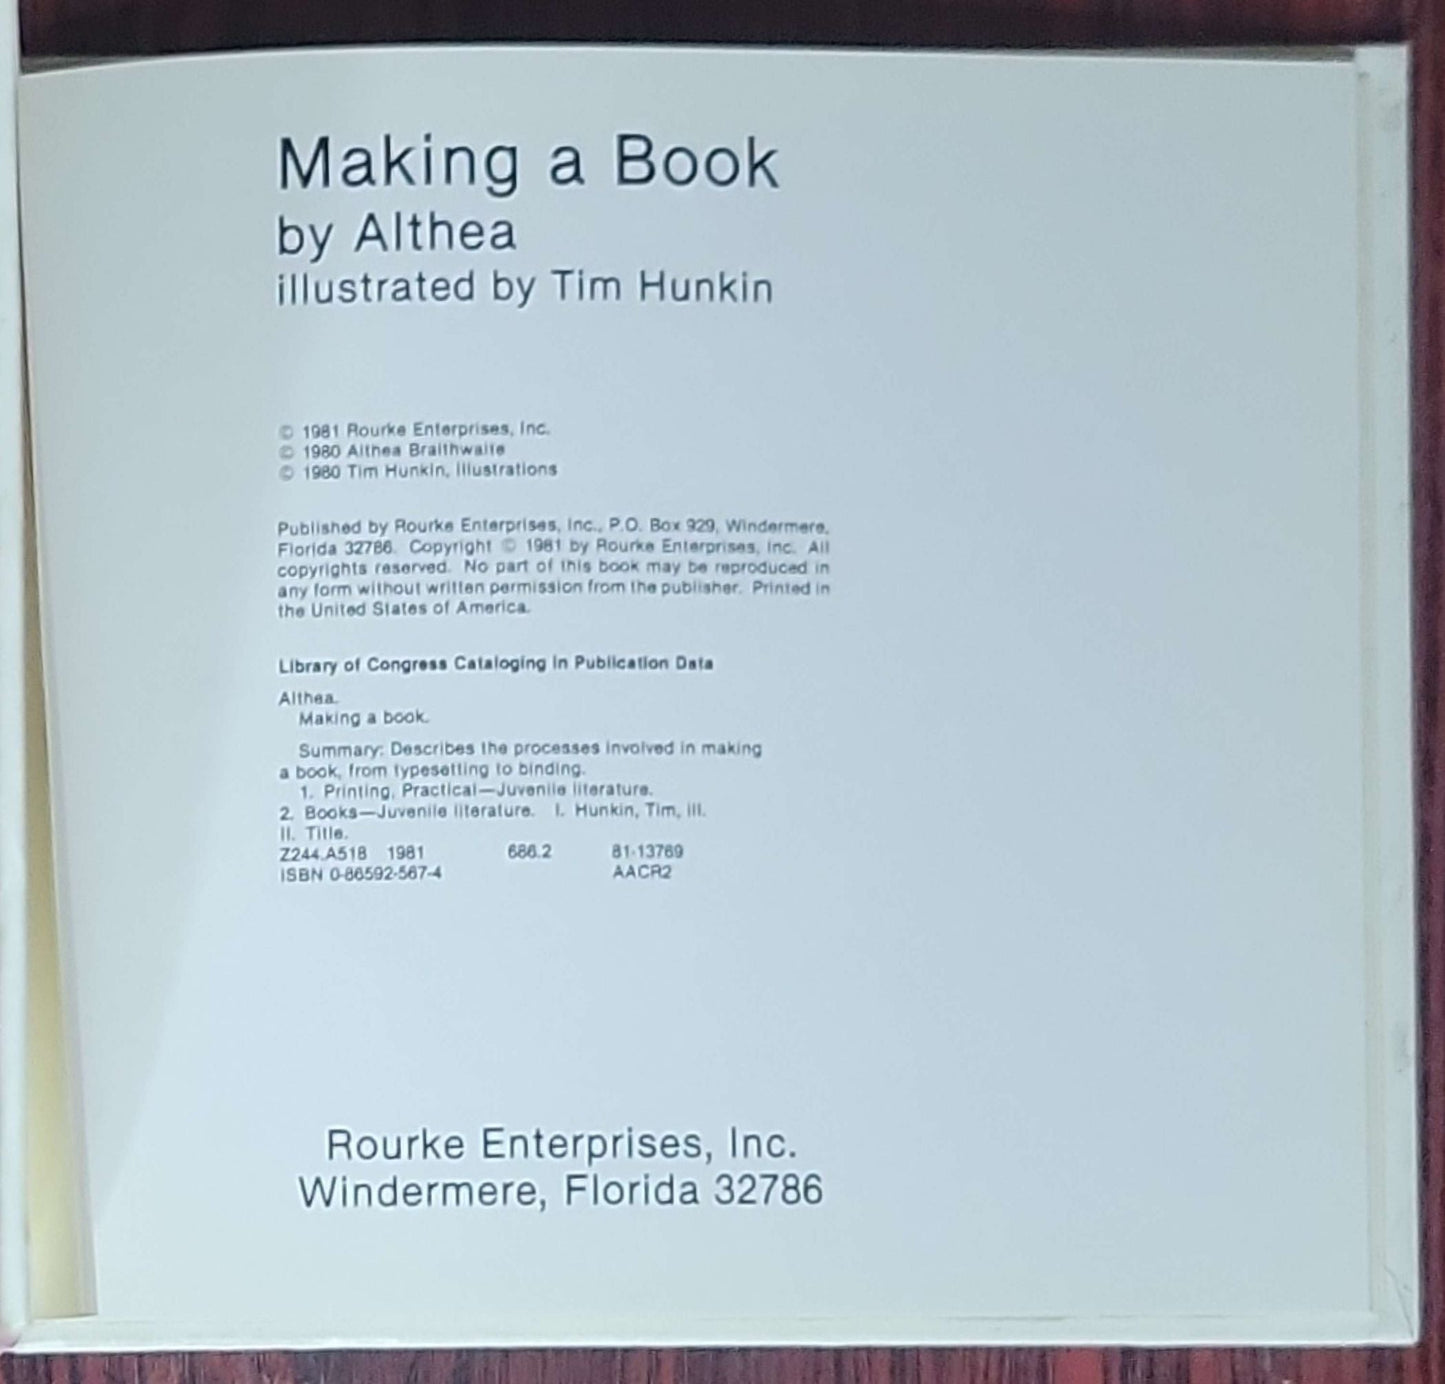 Making a Book
by Althea
illustrated by Tim Hunkin
© 1981 Rourke Enterprises, Inc.
© 1980 Althea Braithwaite
© 1980 Tim Hunkin, illustrations
Published by Rourke Enterprises, Inc., P.O. Box 929, Windermere,
Florida 32786. Copyright © 1981 by Rourke Enterprises, Inc. All
copyrights reserved. No part of this book may be reproduced in
any form without written permission from the publisher. Printed in
the United States of America.
Library of Congress Cataloging in Publication Data
Althea.
Making a book.
Summary: Describes the processes involved in making
a book, from typesetting to binding.
1. Printing, Practical—Juvenile literature.
2. Books—Juvenile literature. I. Hunkin, Tim, ill.
II. Title.
Z244.A518 1981 686.2 81-13769
ISBN 0-86592-567-4 AACR2
Rourke Enterprises, Inc.
Windermere, Florida 32786